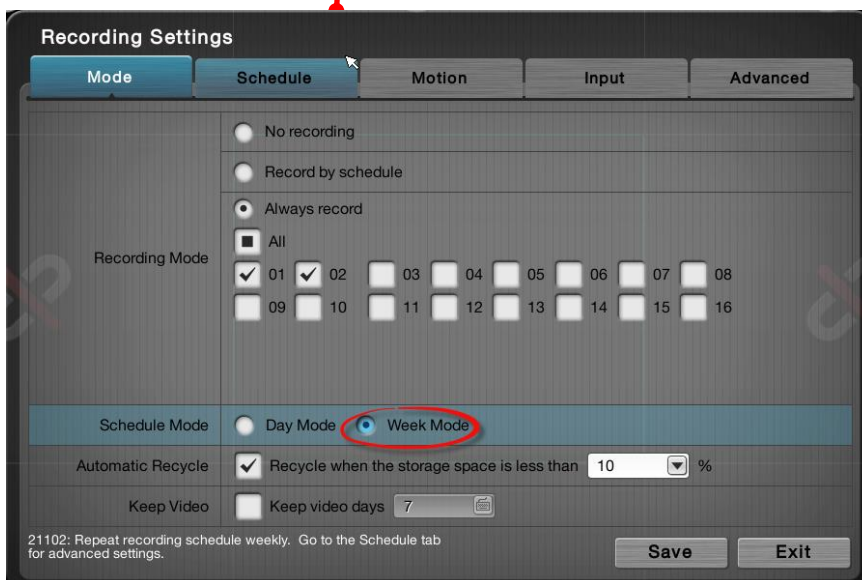 Recording Settings
Mode Schedule Motion Input Advanced
No recording
Record by schedule
Always record
All
Recording Mode
01 02 03 04 05 06 07 08
09 10 11 12 13 14 15 16
Schedule Mode Day Mode Week Mode
Automatic Recycle Recycle when the storage space is less than 10 %
Keep Video Keep video days 7
21102: Repeat recording schedule weekly. Go to the Schedule tab
for advanced settings.
Save Exit